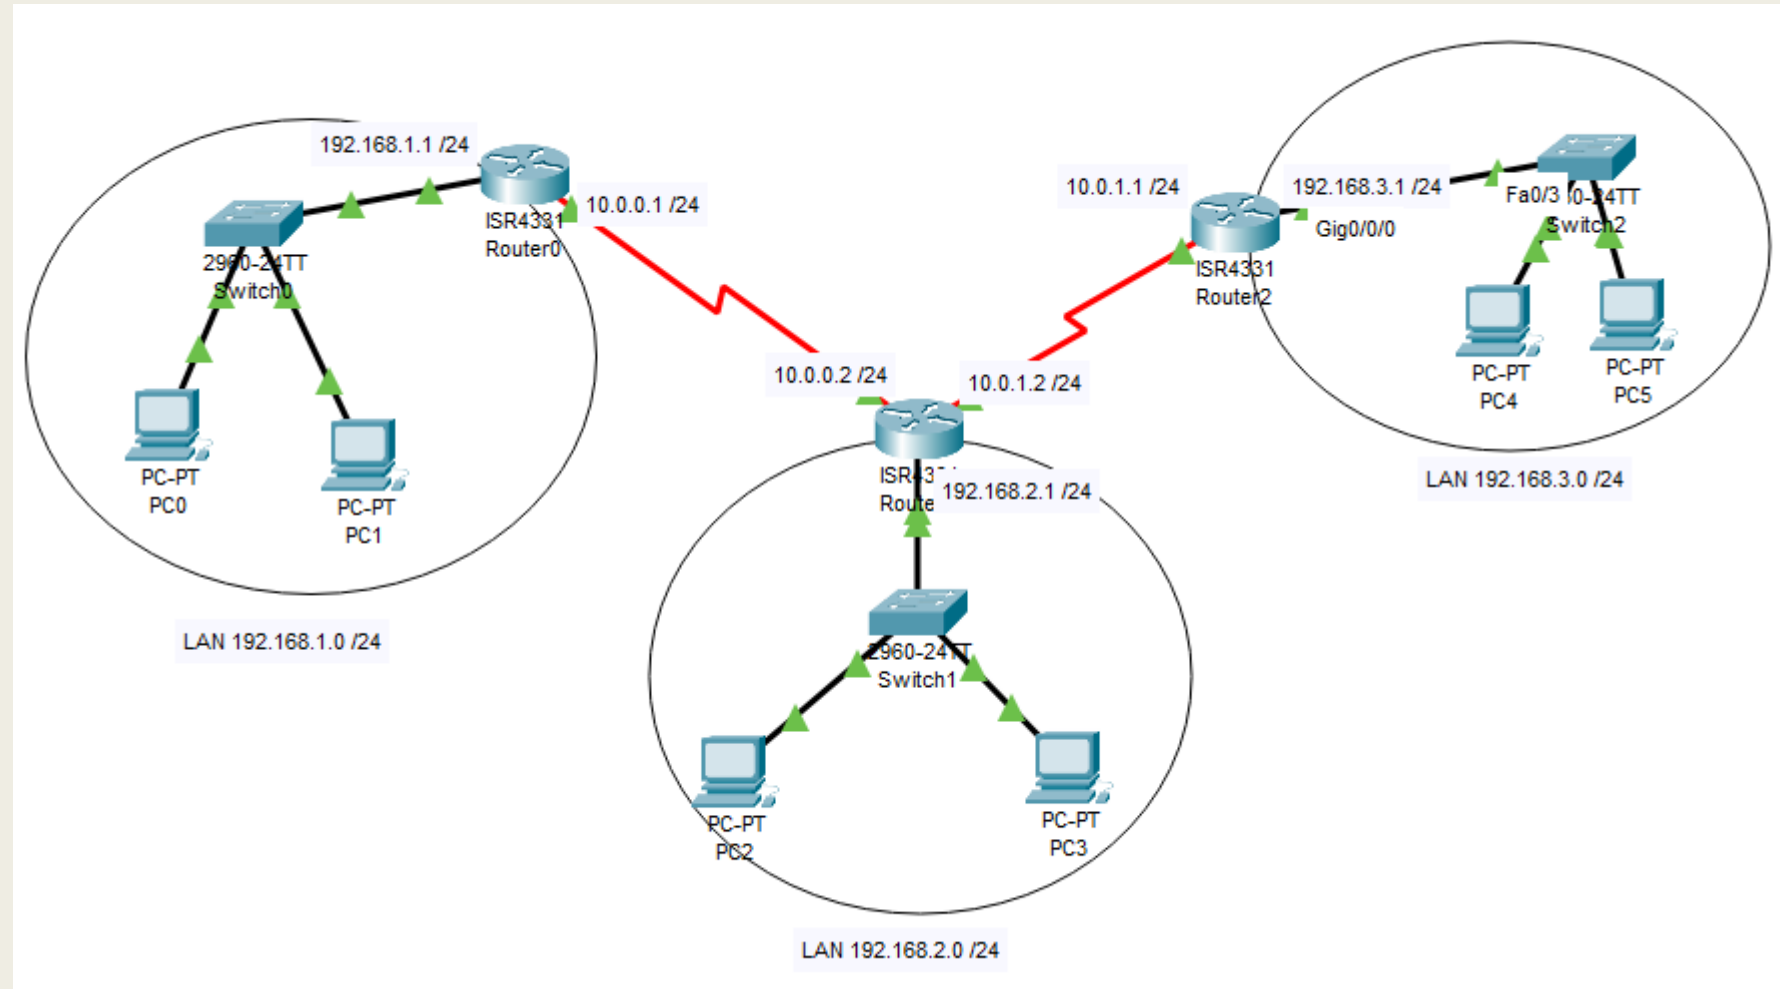 192.168.1.1 /24
ISR4331
Router0
10.0.0.1 /24
2960-24TT
Switch0
PC-PT
PC0
PC-PT
PC1
LAN 192.168.1.0 /24
10.0.0.2 /24
10.0.1.2 /24
192.168.2.1 /24
2960-24TT
Switch1
PC-PT
PC2
PC-PT
PC3
LAN 192.168.2.0 /24
10.0.1.1 /24
192.168.3.1 /24
Gig0/0/0
ISR4331
Router2
Fa0/3
Switch2
PC-PT
PC4
PC-PT
PC5
LAN 192.168.3.0 /24